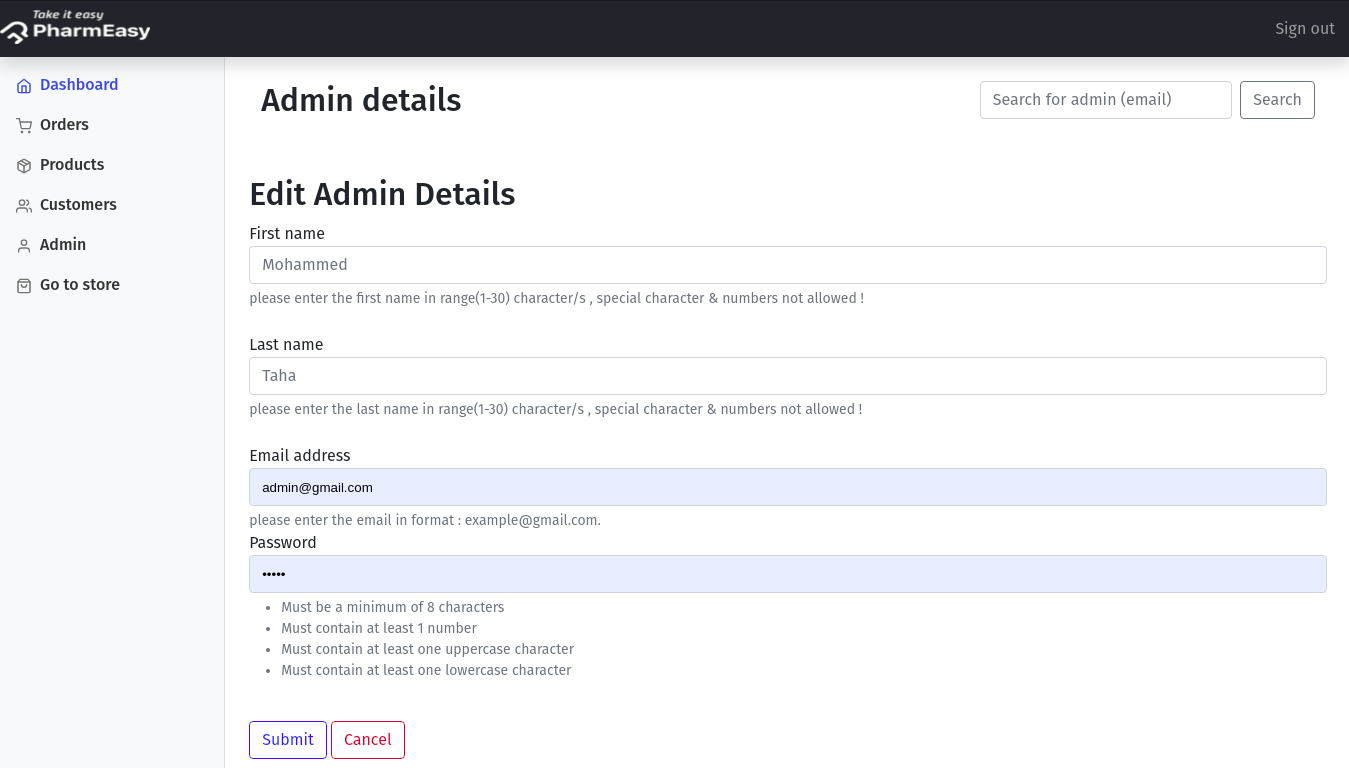 Take it easy
PharmEasy
Sign out
Dashboard
Orders
Products
Customers
Admin
Go to store
Admin details
Search for admin (email)
Search
Edit Admin Details
First name
Mohammed
please enter the first name in range(1-30) character/s , special character & numbers not allowed !
Last name
Taha
please enter the last name in range(1-30) character/s , special character & numbers not allowed !
Email address
admin@gmail.com
please enter the email in format : example@gmail.com.
Password
•••••
• Must be a minimum of 8 characters
• Must contain at least 1 number
• Must contain at least one uppercase character
• Must contain at least one lowercase character
Submit
Cancel